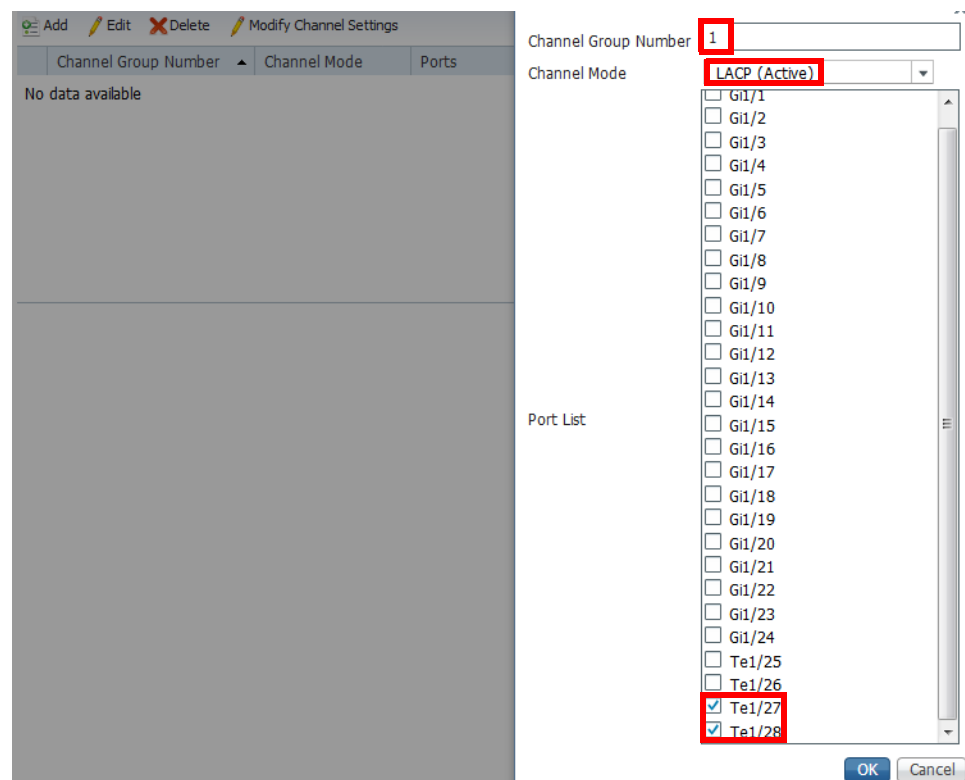 Add Edit Delete Modify Channel Settings
Channel Group Number Channel Mode Ports
No data available
Channel Group Number 1
Channel Mode LACP (Active)
Port List
Gi1/1
Gi1/2
Gi1/3
Gi1/4
Gi1/5
Gi1/6
Gi1/7
Gi1/8
Gi1/9
Gi1/10
Gi1/11
Gi1/12
Gi1/13
Gi1/14
Gi1/15
Gi1/16
Gi1/17
Gi1/18
Gi1/19
Gi1/20
Gi1/21
Gi1/22
Gi1/23
Gi1/24
Te1/25
Te1/26
Te1/27
Te1/28
OK Cancel